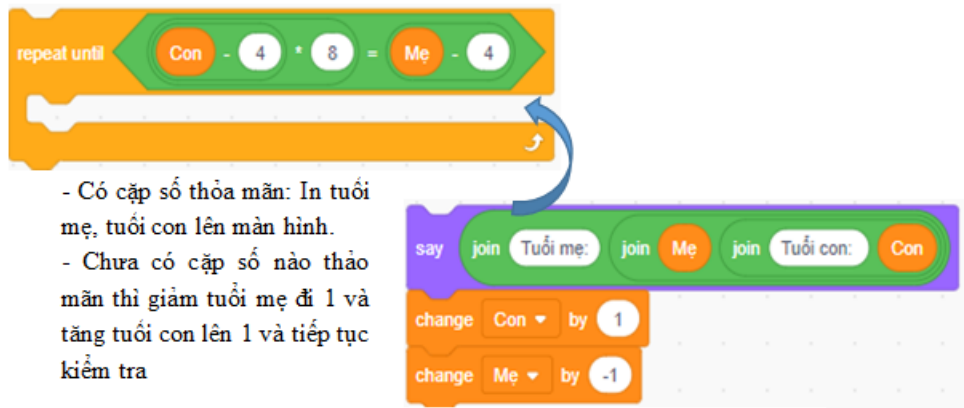 repeat until Con - 4 * 8 = Mẹ - 4
- Có cặp số thỏa mãn: In tuổi
mẹ, tuổi con lên màn hình.
- Chưa có cặp số nào thảo
mãn thì giảm tuổi mẹ đi 1 và
tăng tuổi con lên 1 và tiếp tục
kiểm tra
say join Tuổi mẹ: join Mẹ join Tuổi con: Con
change Con by 1
change Mẹ by -1